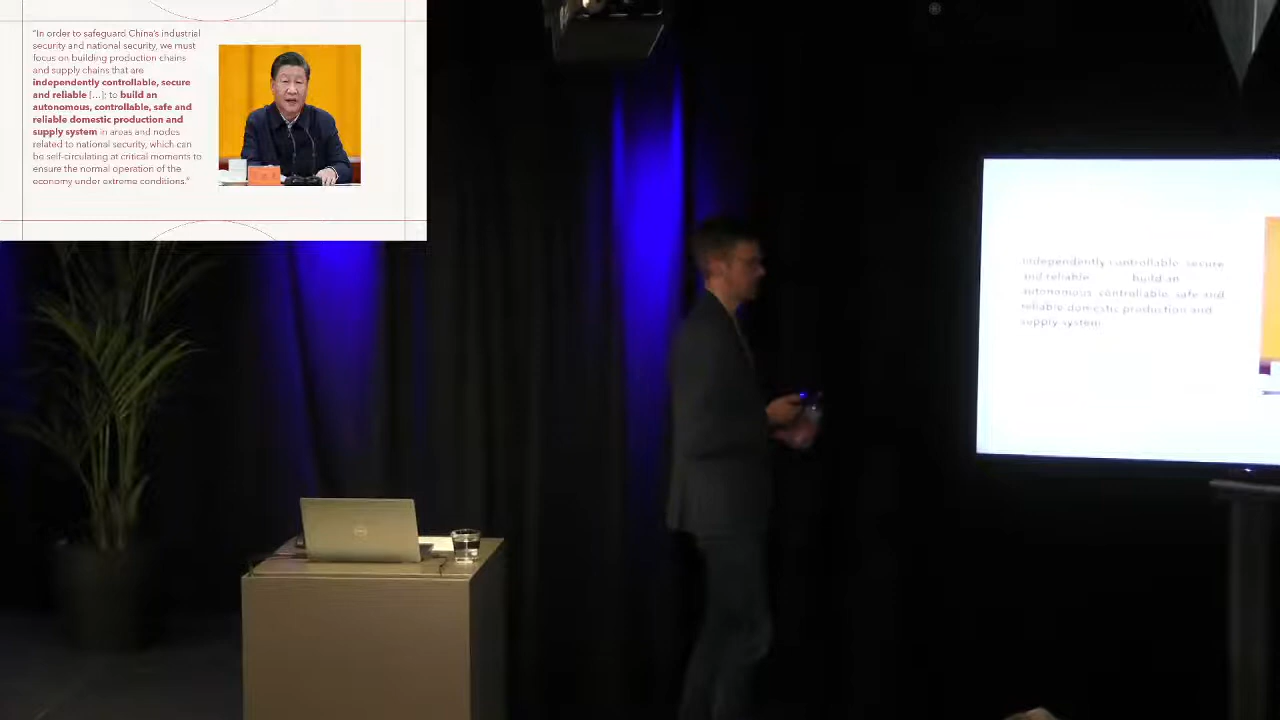 “In order to safeguard China's industrial
security and national security, we must
focus on building production chains
and supply chains that are
independently controllable, secure
and reliable [...]; to build an
autonomous, controllable, safe and
reliable domestic production and
supply system in areas and nodes
related to national security, which can
be self-circulating at critical moments to
ensure the normal operation of the
economy under extreme conditions.”
independently controllable, secure
and reliable build an
autonomous, controllable, safe and
reliable domestic production and
supply system
DELL